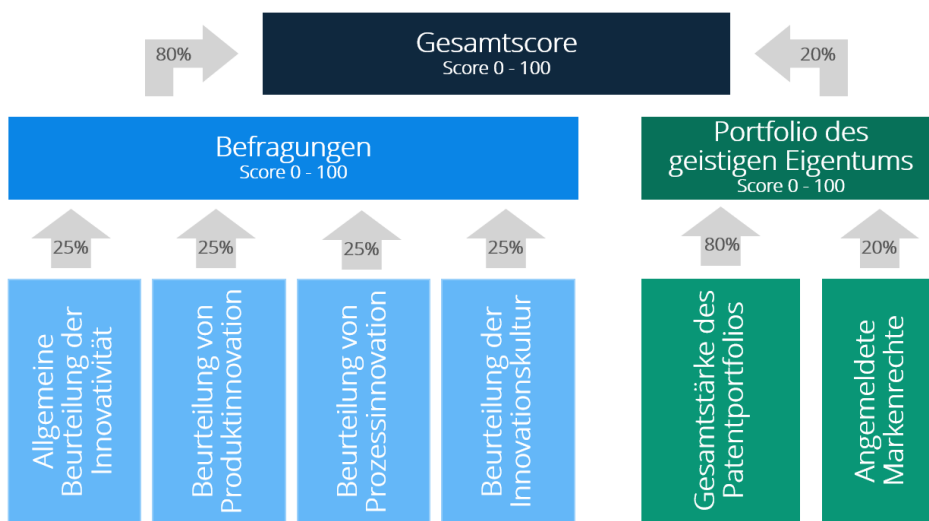 Gesamtscore
Score 0 - 100
80%
20%
Befragungen
Score 0 - 100
Portfolio des
geistigen Eigentums
Score 0 - 100
25%
25%
25%
25%
80%
20%
Allgemeine
Beurteilung der
Innovativität
Beurteilung von
Produktinnovation
Beurteilung von
Prozessinnovation
Beurteilung der
Innovationskultur
Gesamtstärke des
Patentportfolios
Angemeldete
Markenrechte